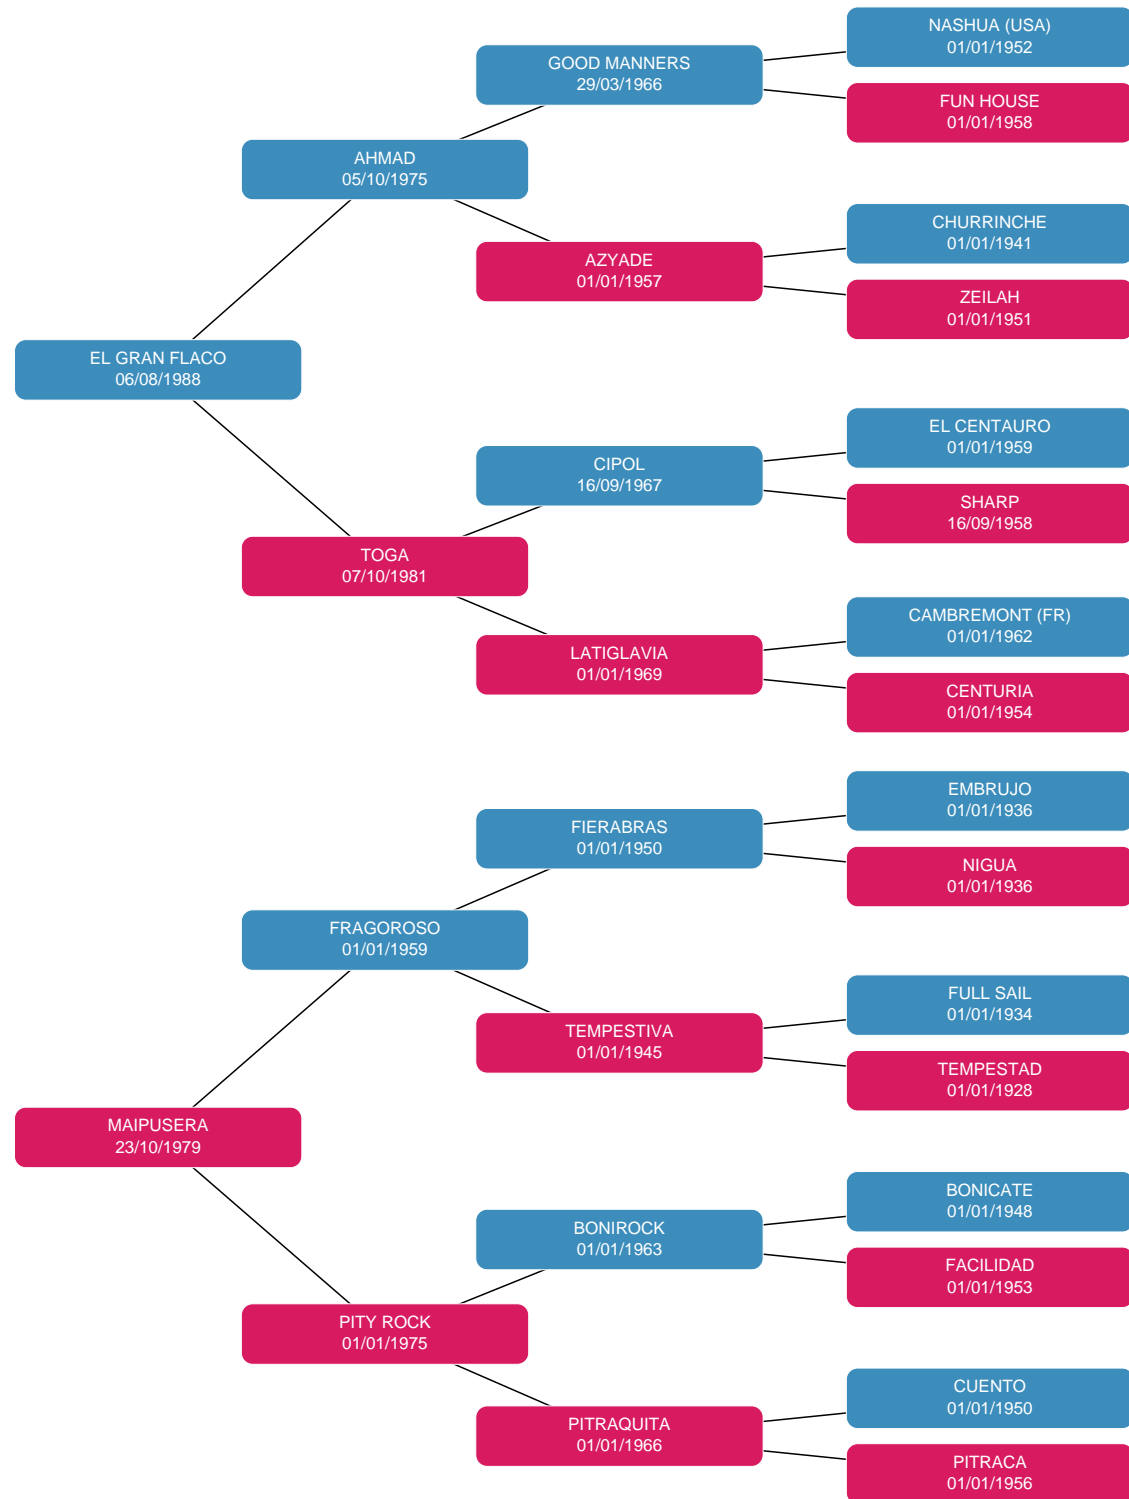 NASHUA (USA)
01/01/1952
GOOD MANNERS
29/03/1966
FUN HOUSE
01/01/1958
AHMAD
05/10/1975
CHURRINCHE
01/01/1941
AZYADE
01/01/1957
ZEILAH
01/01/1951
EL GRAN FLACO
06/08/1988
EL CENTAURO
01/01/1959
CIPOL
16/09/1967
SHARP
16/09/1958
TOGA
07/10/1981
CAMBREMONT (FR)
01/01/1962
LATIGLAVIA
01/01/1969
CENTURIA
01/01/1954
EMBRUJO
01/01/1936
FIERABRAS
01/01/1950
NIGUA
01/01/1936
FRAGOROSO
01/01/1959
FULL SAIL
01/01/1934
TEMPESTIVA
01/01/1945
TEMPESTAD
01/01/1928
MAIPUSERA
23/10/1979
BONICATE
01/01/1948
BONIROCK
01/01/1963
FACILIDAD
01/01/1953
PITY ROCK
01/01/1975
CUENTO
01/01/1950
PITRAQUITA
01/01/1966
PITRACA
01/01/1956